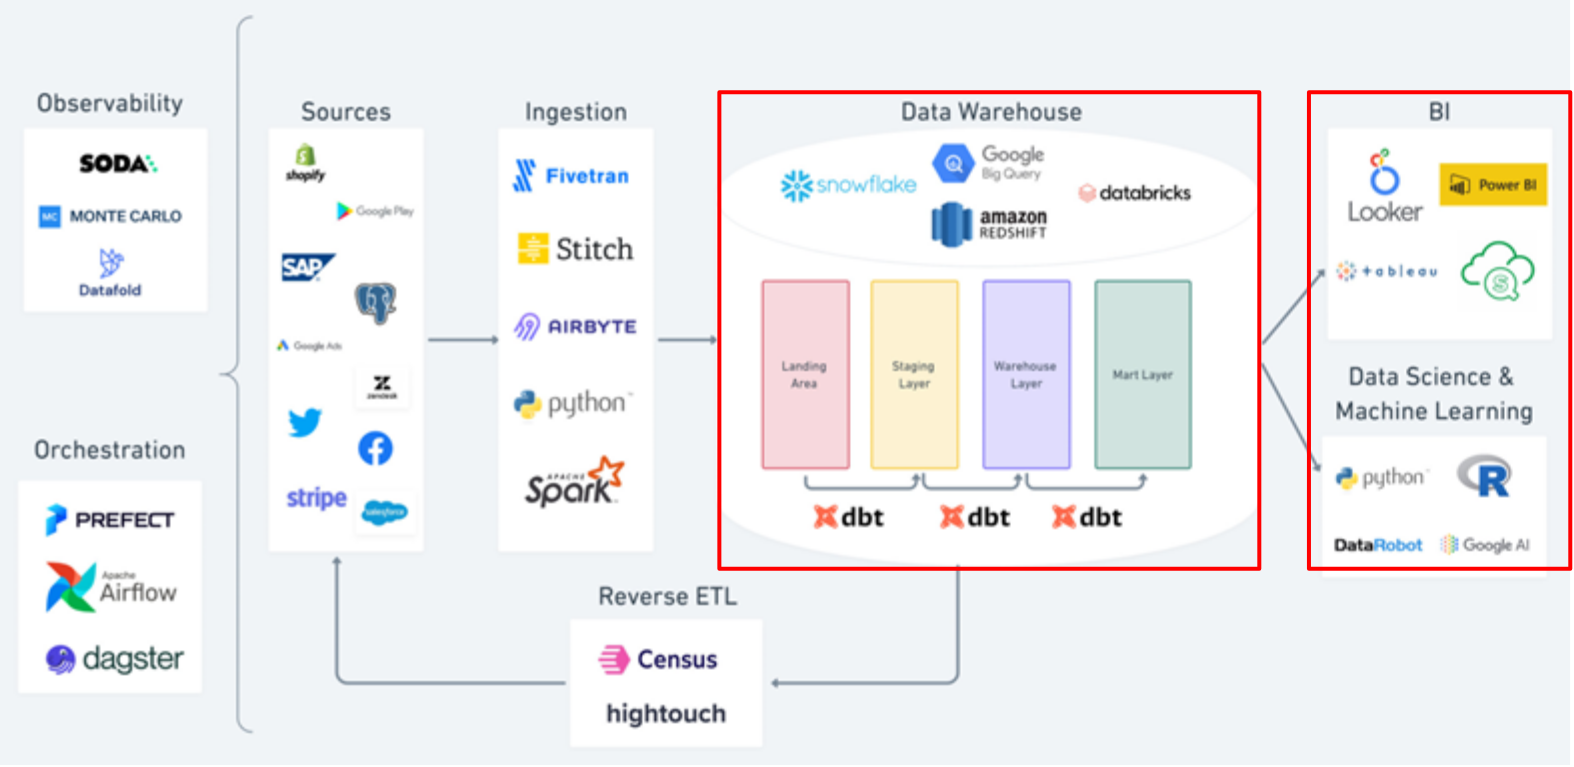 Observability
SODA
MC MONTE CARLO
Datafold
Orchestration
PREFECT
Apache
Airflow
dagster
Sources
shopify
Google Play
SAP
Google Ads
Z
zendesk
stripe
salesforce
Ingestion
Fivetran
Stitch
AIRBYTE
python
APACHE
Spark
Data Warehouse
snowflake
Google
Big Query
amazon
REDSHIFT
databricks
Landing
Area
Staging
Layer
Warehouse
Layer
Mart Layer
dbt
dbt
dbt
Reverse ETL
Census
hightouch
BI
Looker
Power BI
+ableau
S
Data Science &
Machine Learning
python
R
DataRobot
Google AI